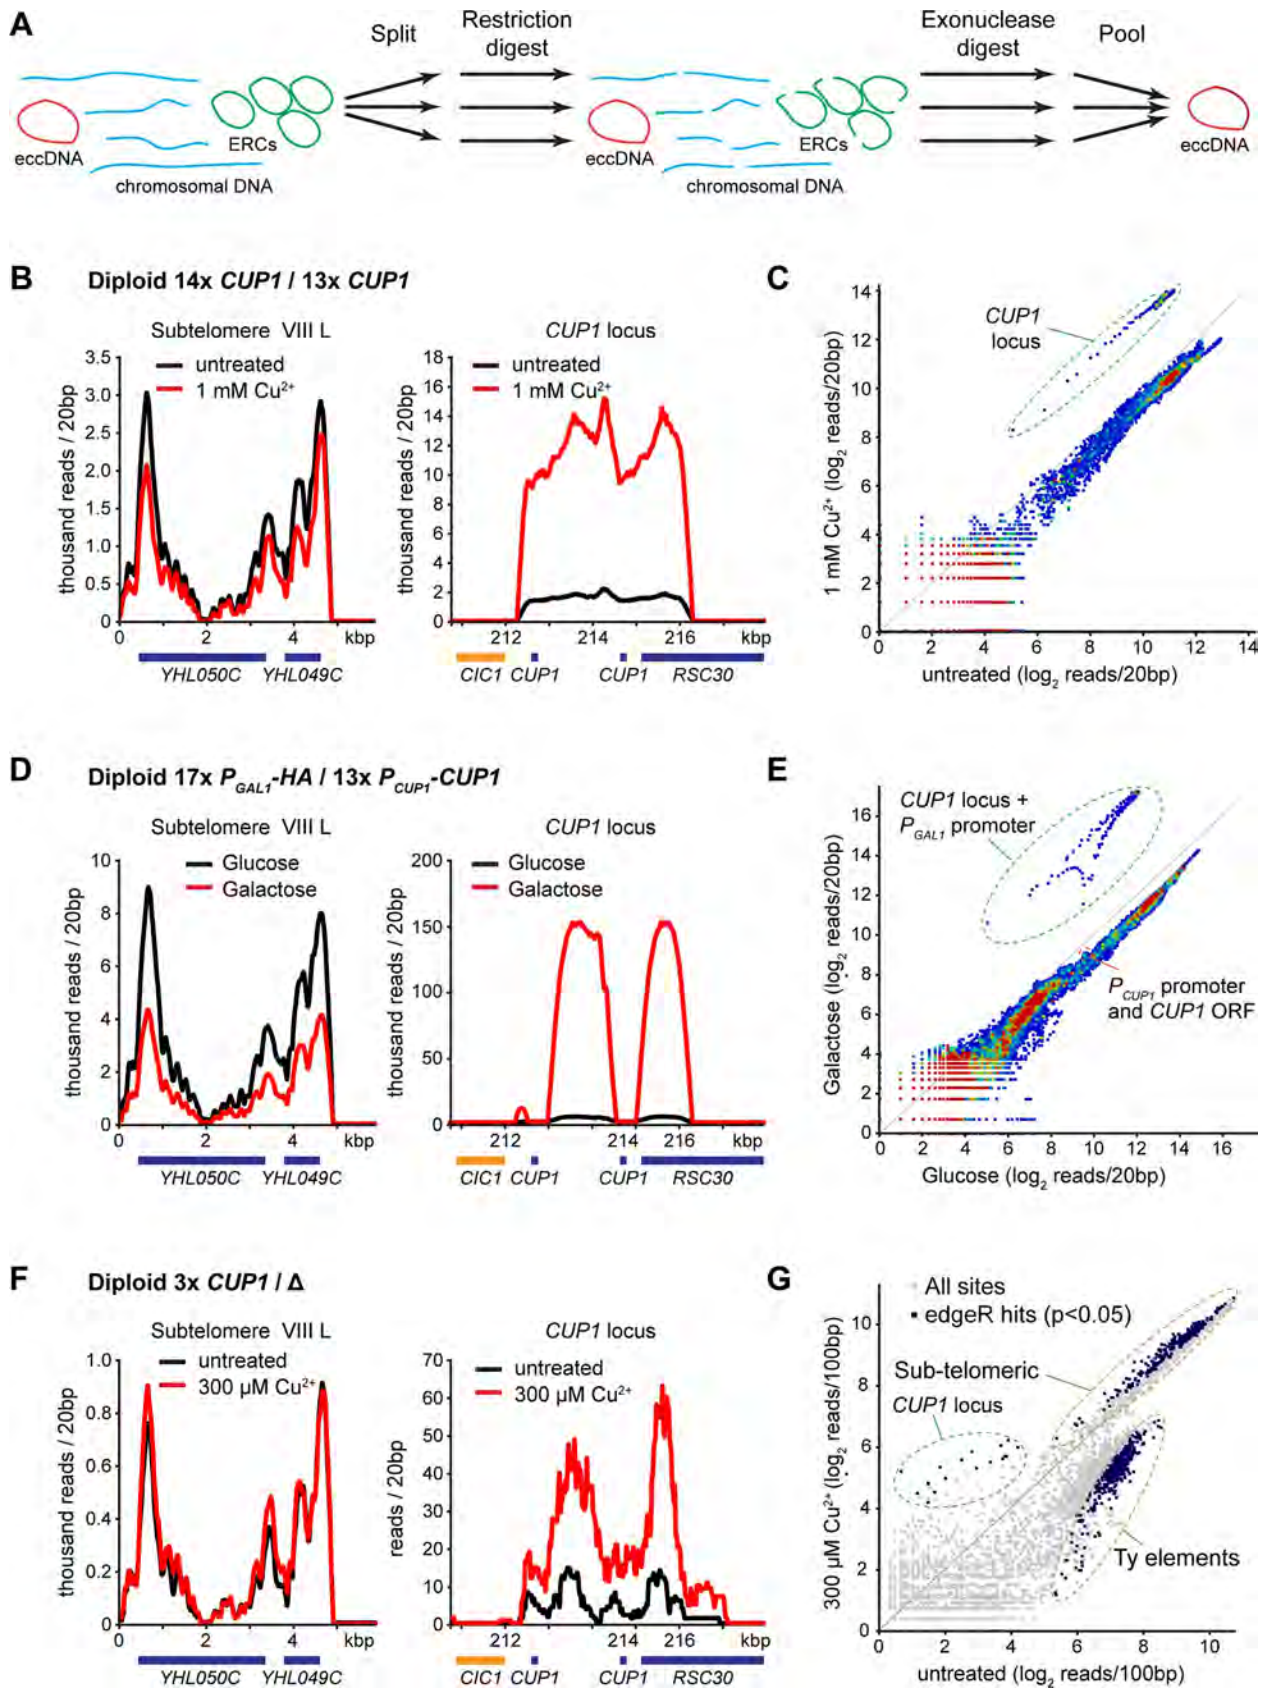 A
Split
Restriction digest
Exonuclease digest
Pool
eccDNA
ERCs
chromosomal DNA
eccDNA
ERCs
chromosomal DNA
eccDNA
B Diploid 14x CUP1 / 13x CUP1
Subtelomere VIII L
untreated
1 mM Cu²⁺
thousand reads / 20bp
3.5
3.0
2.5
2.0
1.5
1.0
0.5
0
0 2 4 kbp
YHL050C YHL049C
CUP1 locus
untreated
1 mM Cu²⁺
thousand reads / 20bp
18
16
14
12
10
8
6
4
2
0
212 214 216 kbp
CIC1 CUP1 CUP1 RSC30
C
CUP1 locus
1 mM Cu²⁺ (log₂ reads/20bp)
14
12
10
8
6
4
2
0
0 2 4 6 8 10 12 14
untreated (log₂ reads/20bp)
D Diploid 17x P_GAL1-HA / 13x P_CUP1-CUP1
Subtelomere VIII L
Glucose
Galactose
thousand reads / 20bp
10
8
6
4
2
0
0 2 4 kbp
YHL050C YHL049C
CUP1 locus
Glucose
Galactose
thousand reads / 20bp
200
150
100
50
0
212 214 216 kbp
CIC1 CUP1 CUP1 RSC30
E
CUP1 locus +
P_GAL1 promoter
P_CUP1 promoter
and CUP1 ORF
Galactose (log₂ reads/20bp)
16
14
12
10
8
6
4
2
0
0 2 4 6 8 10 12 14 16
Glucose (log₂ reads/20bp)
F Diploid 3x CUP1 / Δ
Subtelomere VIII L
untreated
300 µM Cu²⁺
thousand reads / 20bp
1.0
0.8
0.6
0.4
0.2
0
0 2 4 kbp
YHL050C YHL049C
CUP1 locus
untreated
300 µM Cu²⁺
reads / 20bp
70
60
50
40
30
20
10
0
212 214 216 kbp
CIC1 CUP1 CUP1 RSC30
G
All sites
edgeR hits (p<0.05)
Sub-telomeric
CUP1 locus
Ty elements
300 µM Cu²⁺ (log₂ reads/100bp)
10
8
6
4
2
0
0 2 4 6 8 10
untreated (log₂ reads/100bp)